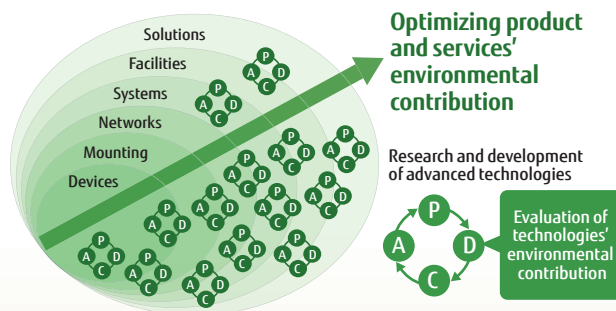 Solutions
Facilities
Systems
Networks
Mounting
Devices
P
A D
C
P
A D
C
P
A D
C
P
A D
C
P
A D
C
P
A D
C
P
A D
C
P
A D
C
P
A D
C
P
A D
C
P
A D
C
P
A D
C
P
A D
C
Optimizing product
and services’
environmental
contribution
Research and development
of advanced technologies
P
A D
C
Evaluation of
technologies’
environmental
contribution